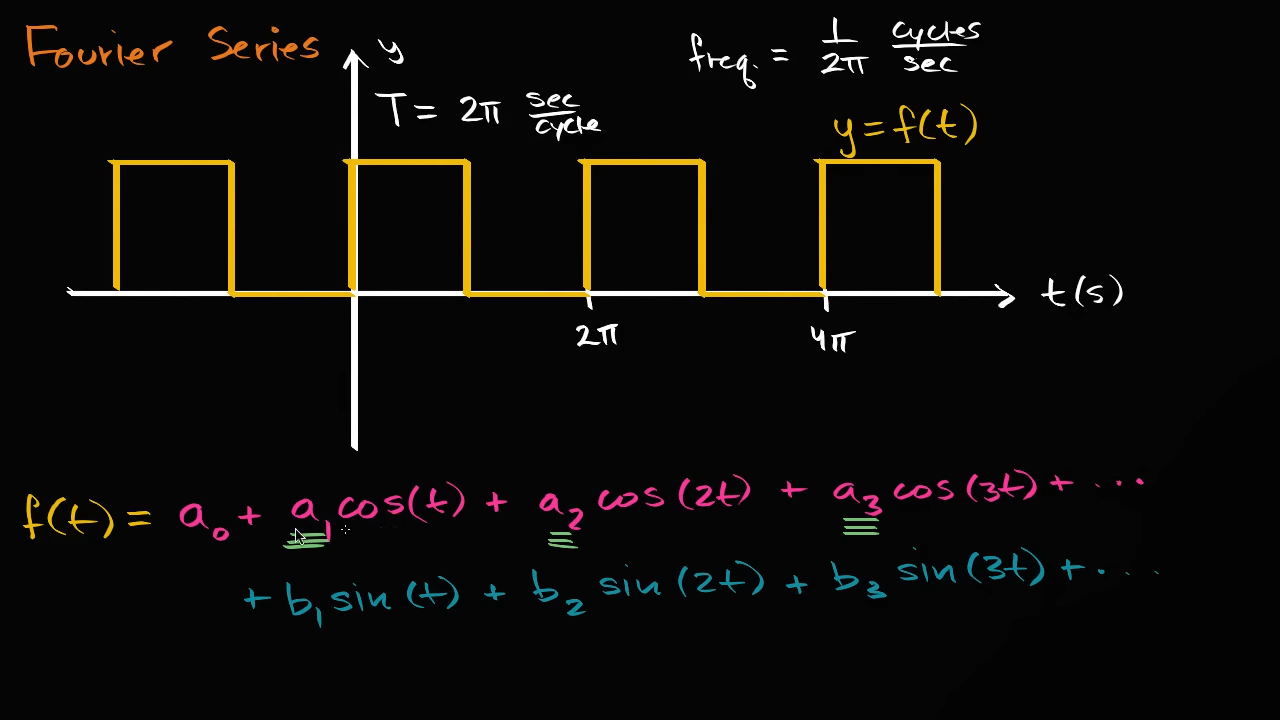 Fourier Series
y
freq. = 1/2π cycles/sec
T = 2π sec/cycle
y = f(t)
t(s)
2π 4π
f(t) = a₀ + a₁ cos(t) + a₂ cos(2t) + a₃ cos(3t) + ...
+ b₁ sin(t) + b₂ sin(2t) + b₃ sin(3t) + ...